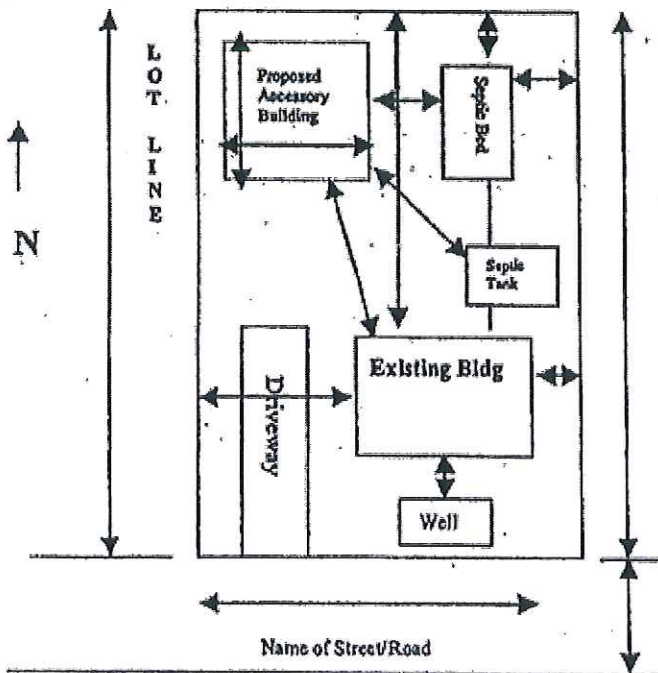 LOT LINE
N
Proposed
Accessory
Building
Septic Bed
Septic
Tank
Existing Bldg
Driveway
Well
Name of Street/Road